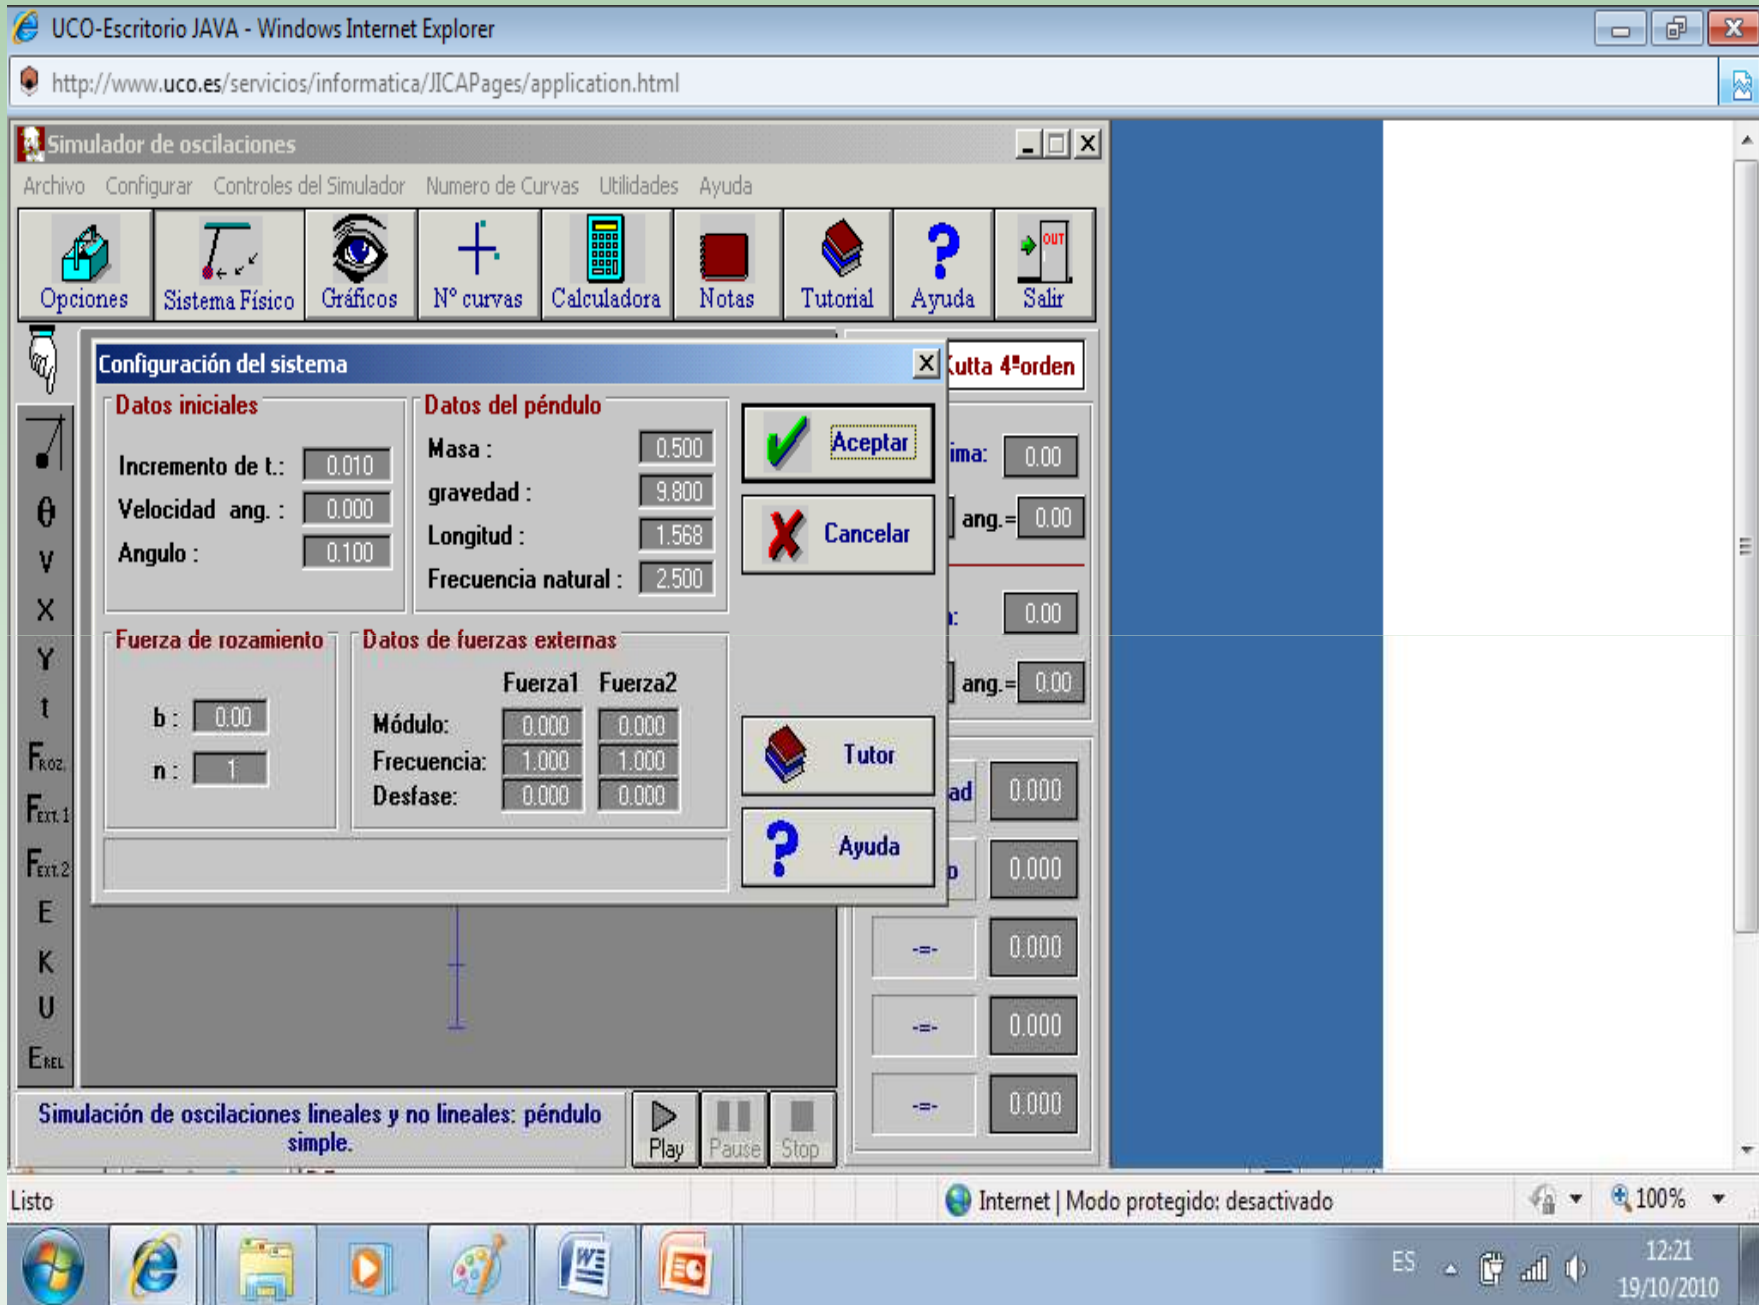 UCO-Escritorio JAVA - Windows Internet Explorer
http://www.uco.es/servicios/informatica/JICAPages/application.html
Simulador de oscilaciones
Archivo Configurar Controles del Simulador Numero de Curvas Utilidades Ayuda
OUT
Opciones Sistema Físico Gráficos Nº curvas Calculadora Notas Tutorial Ayuda Salir
Configuración del sistema
Kutta 4ªorden
Datos iniciales
Incremento de t.: 0.010
Velocidad ang. : 0.000
Angulo : 0.100
Datos del péndulo
Masa : 0.500
gravedad : 9.800
Longitud : 1.568
Frecuencia natural : 2.500
Aceptar
Cancelar
Fuerza de rozamiento
b : 0.00
n : 1
Datos de fuerzas externas
Fuerza1 Fuerza2
Módulo: 0.000 0.000
Frecuencia: 1.000 1.000
Desfase: 0.000 0.000
Tutor
Ayuda
ima: 0.00
ang.= 0.00
: 0.00
ang.= 0.00
ad 0.000
o 0.000
-=- 0.000
-=- 0.000
-=- 0.000
θ
V
X
Y
t
FROZ.
FEXT.1
FEXT.2
E
K
U
EREL
Simulación de oscilaciones lineales y no lineales: péndulo
simple.
Play Pause Stop
Listo
Internet | Modo protegido: desactivado
100%
ES
12:21
19/10/2010